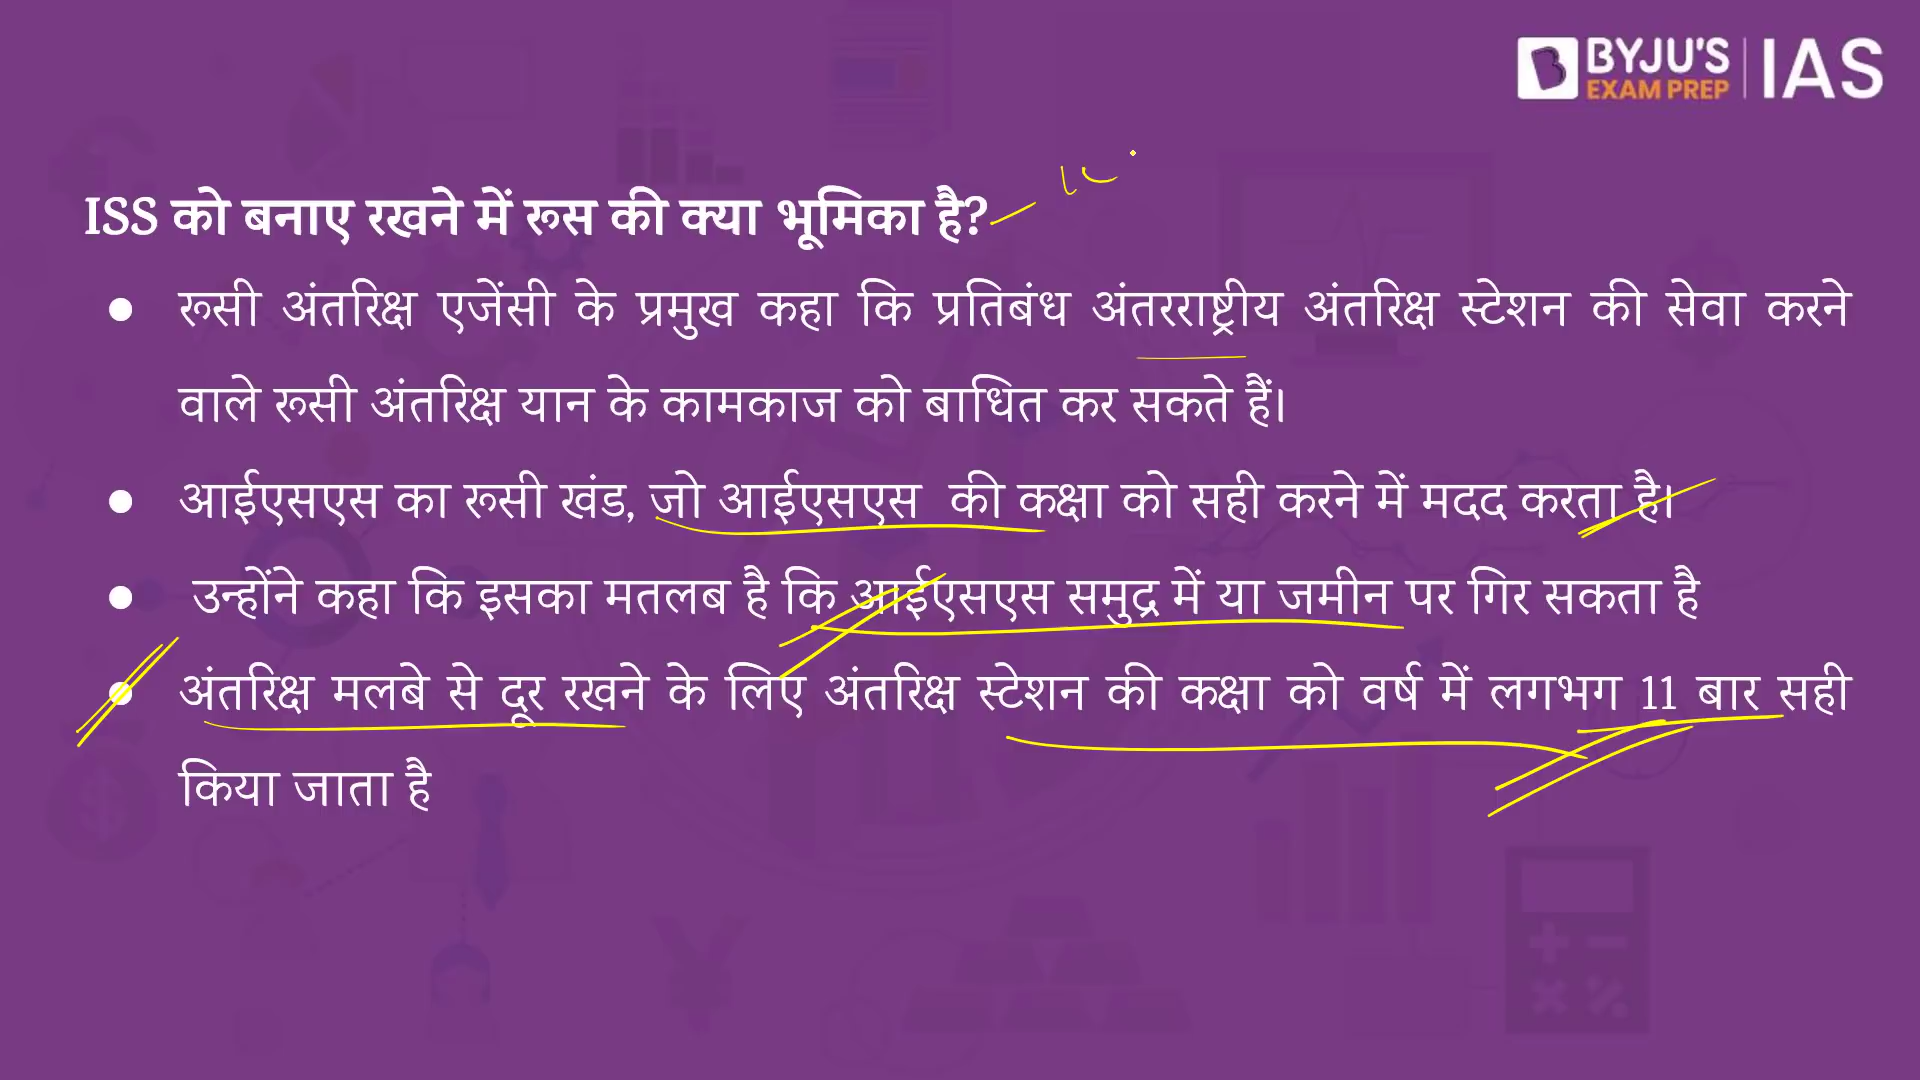 BYJU'S
EXAM PREP
IAS
ISS को बनाए रखने में रूस की क्या भूमिका है?
● रूसी अंतरिक्ष एजेंसी के प्रमुख कहा कि प्रतिबंध अंतरराष्ट्रीय अंतरिक्ष स्टेशन की सेवा करने
वाले रूसी अंतरिक्ष यान के कामकाज को बाधित कर सकते हैं।
● आईएसएस का रूसी खंड, जो आईएसएस की कक्षा को सही करने में मदद करता है।
● उन्होंने कहा कि इसका मतलब है कि आईएसएस समुद्र में या जमीन पर गिर सकता है
● अंतरिक्ष मलबे से दूर रखने के लिए अंतरिक्ष स्टेशन की कक्षा को वर्ष में लगभग 11 बार सही
किया जाता है